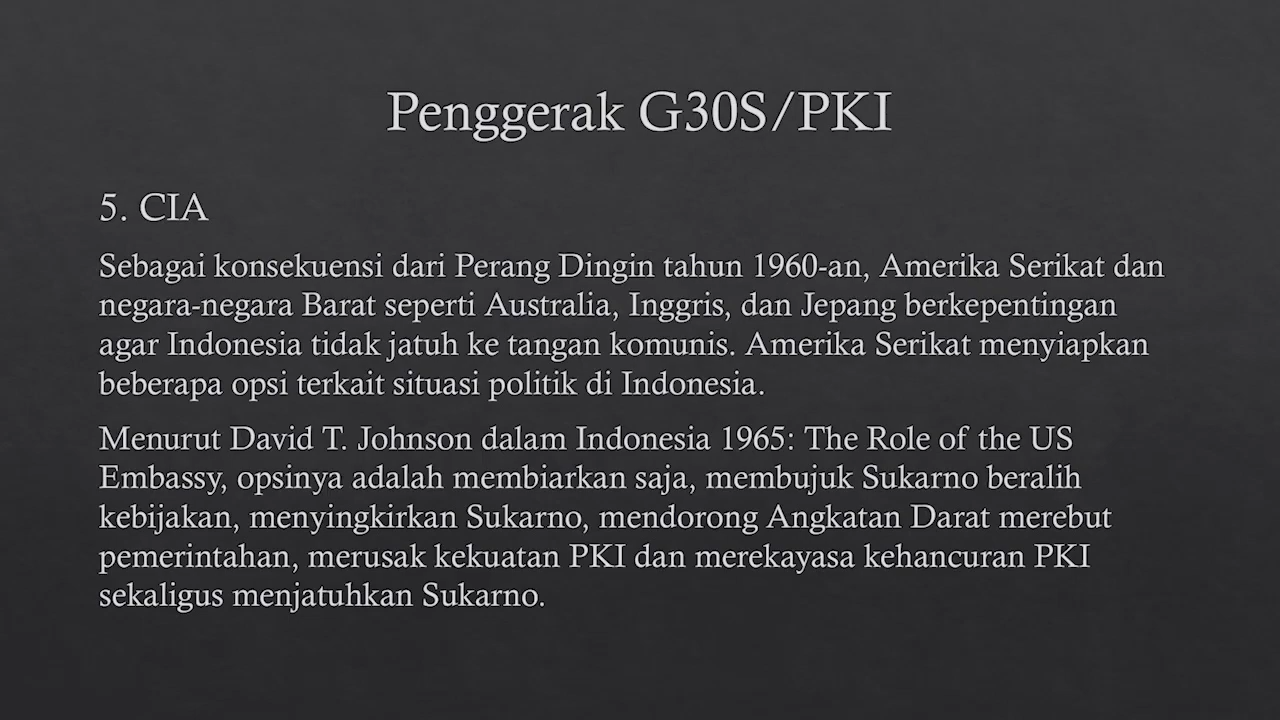 Penggerak G30S/PKI
5. CIA
Sebagai konsekuensi dari Perang Dingin tahun 1960-an, Amerika Serikat dan
negara-negara Barat seperti Australia, Inggris, dan Jepang berkepentingan
agar Indonesia tidak jatuh ke tangan komunis. Amerika Serikat menyiapkan
beberapa opsi terkait situasi politik di Indonesia.
Menurut David T. Johnson dalam Indonesia 1965: The Role of the US
Embassy, opsinya adalah membiarkan saja, membujuk Sukarno beralih
kebijakan, menyingkirkan Sukarno, mendorong Angkatan Darat merebut
pemerintahan, merusak kekuatan PKI dan merekayasa kehancuran PKI
sekaligus menjatuhkan Sukarno.